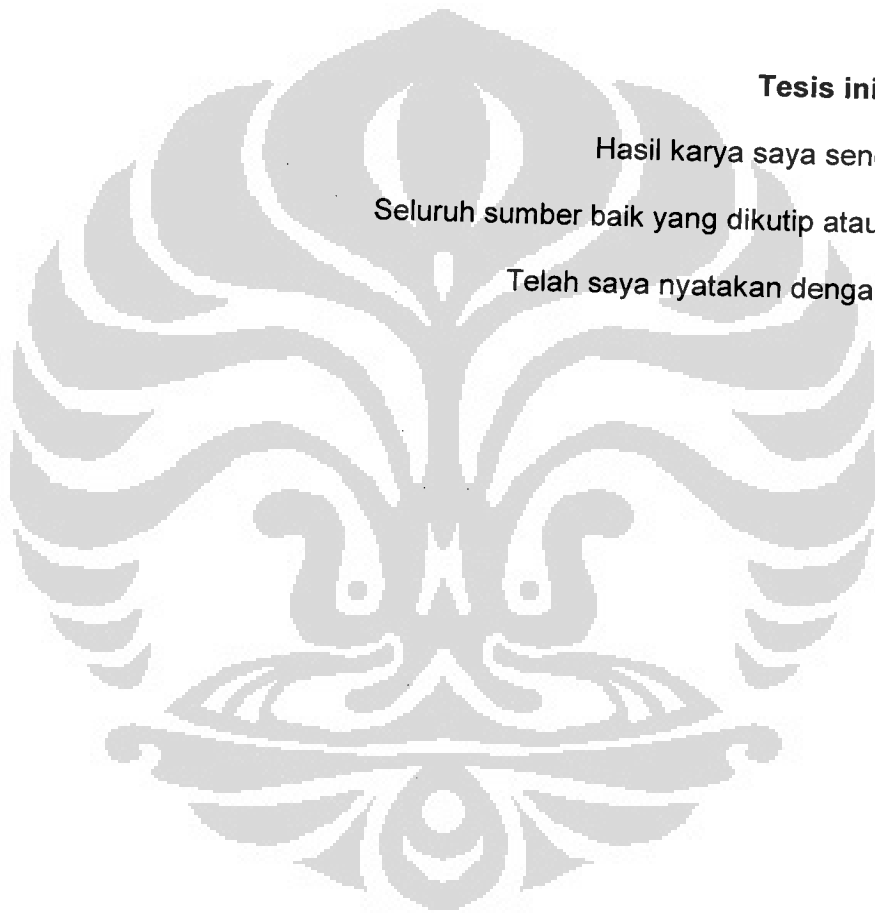 Tesis ini
Hasil karya saya sen
Seluruh sumber baik yang dikutip atau
Telah saya nyatakan denga